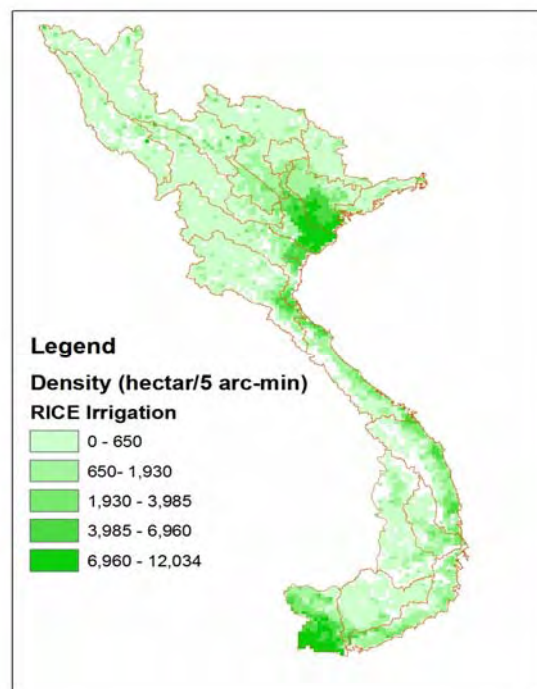 Legend
Density (hectar/5 arc-min)
RICE Irrigation
0 - 650
650- 1,930
1,930 - 3,985
3,985 - 6,960
6,960 - 12,034